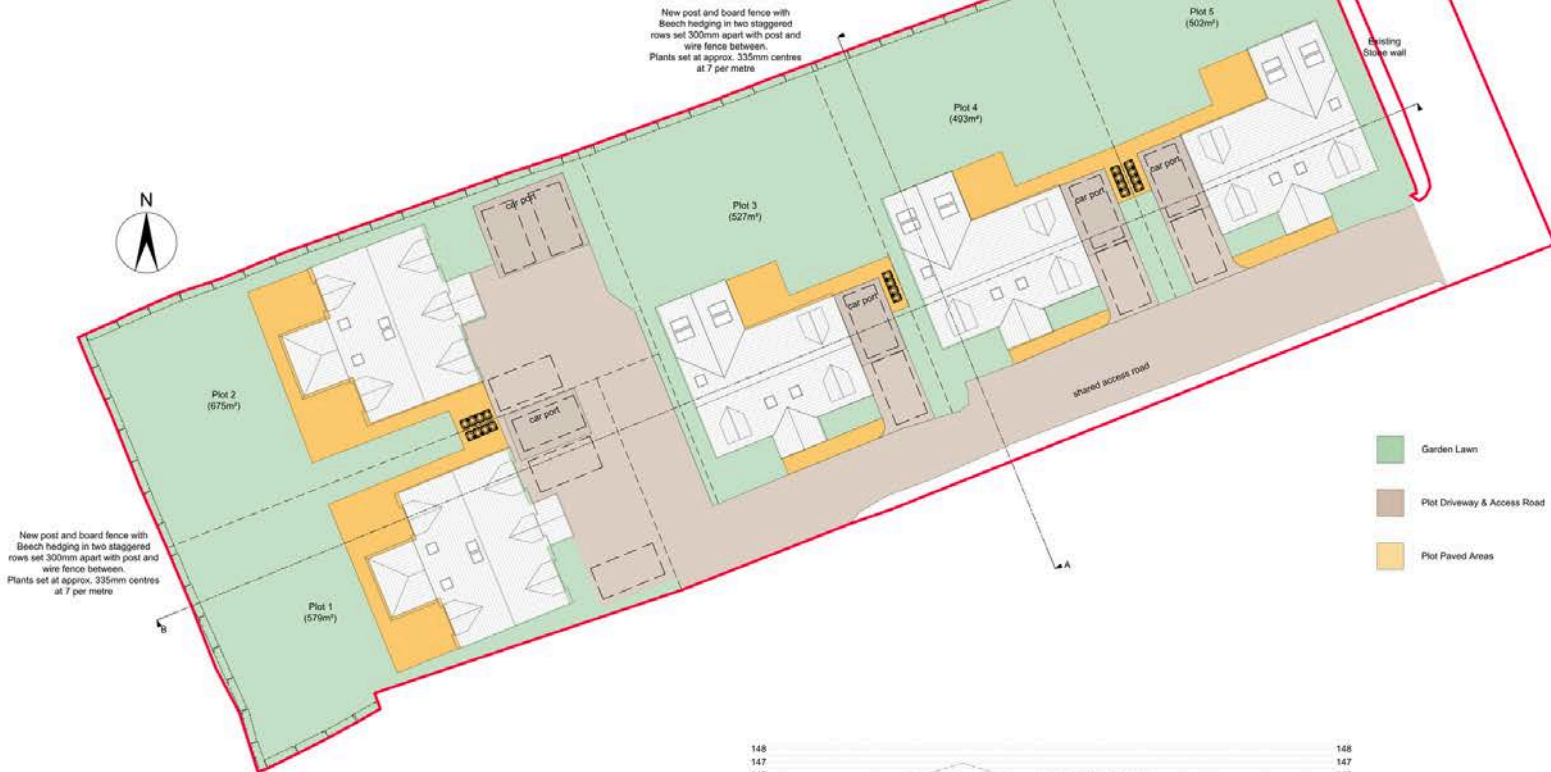 New post and board fence with
Beech hedging in two staggered
rows set 300mm apart with post and
wire fence between.
Plants set at approx. 335mm centres
at 7 per metre
Plot 5
(502m²)
Existing
Stone wall
Plot 4
(493m²)
N
car port
car port
car port
Plot 3
(527m²)
car port
shared access road
Plot 2
(675m²)
car port
Garden Lawn
Plot Driveway & Access Road
Plot Paved Areas
New post and board fence with
Beech hedging in two staggered
rows set 300mm apart with post and
wire fence between.
Plants set at approx. 335mm centres
at 7 per metre
A
Plot 1
(579m²)
B
148
148
147
147